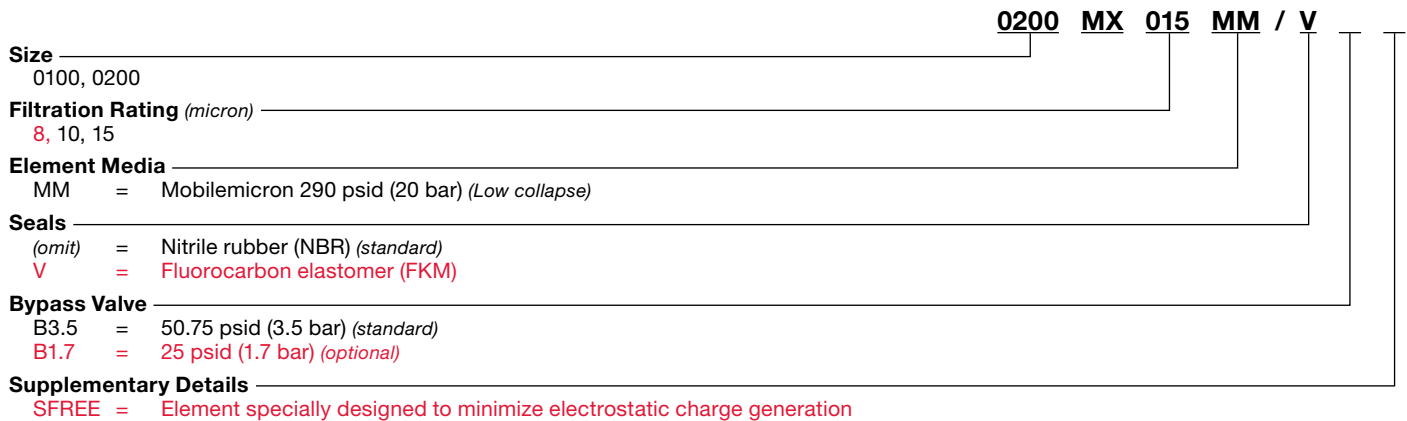 0200 MX 015 MM / V
Size
0100, 0200
Filtration Rating (micron)
8, 10, 15
Element Media
MM = Mobilemicron 290 psid (20 bar) (Low collapse)
Seals
(omit) = Nitrile rubber (NBR) (standard)
V = Fluorocarbon elastomer (FKM)
Bypass Valve
B3.5 = 50.75 psid (3.5 bar) (standard)
B1.7 = 25 psid (1.7 bar) (optional)
Supplementary Details
SFREE = Element specially designed to minimize electrostatic charge generation